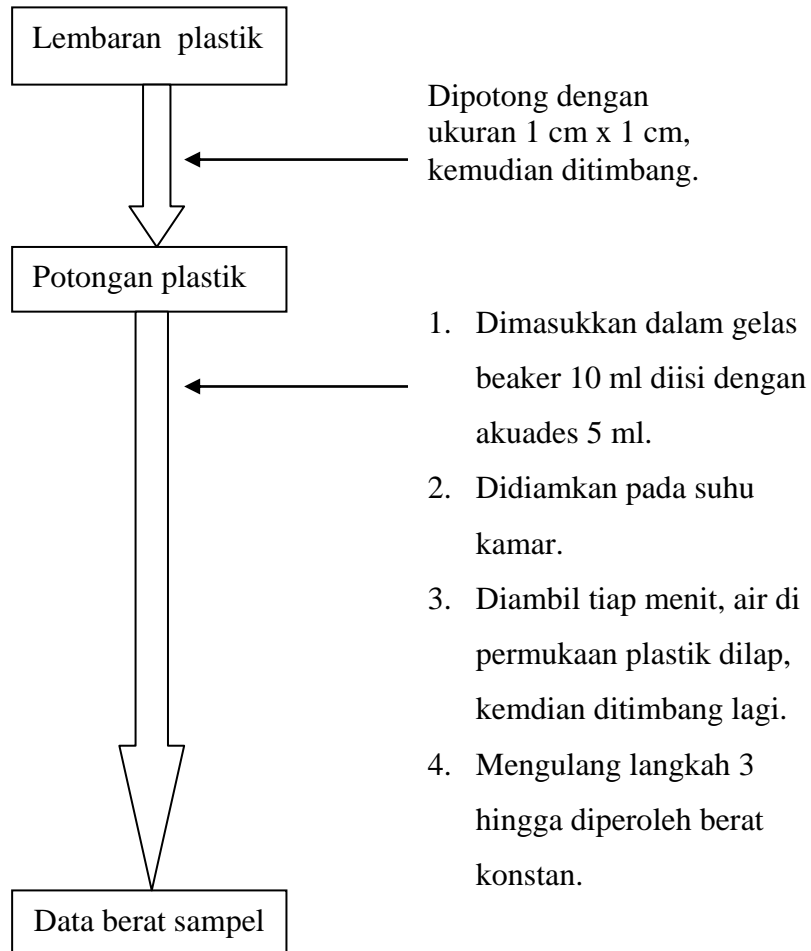 Lembaran plastik
Dipotong dengan
ukuran 1 cm x 1 cm,
kemudian ditimbang.
Potongan plastik
1. Dimasukkan dalam gelas
beaker 10 ml diisi dengan
akuades 5 ml.
2. Didiamkan pada suhu
kamar.
3. Diambil tiap menit, air di
permukaan plastik dilap,
kemdian ditimbang lagi.
4. Mengulang langkah 3
hingga diperoleh berat
konstan.
Data berat sampel